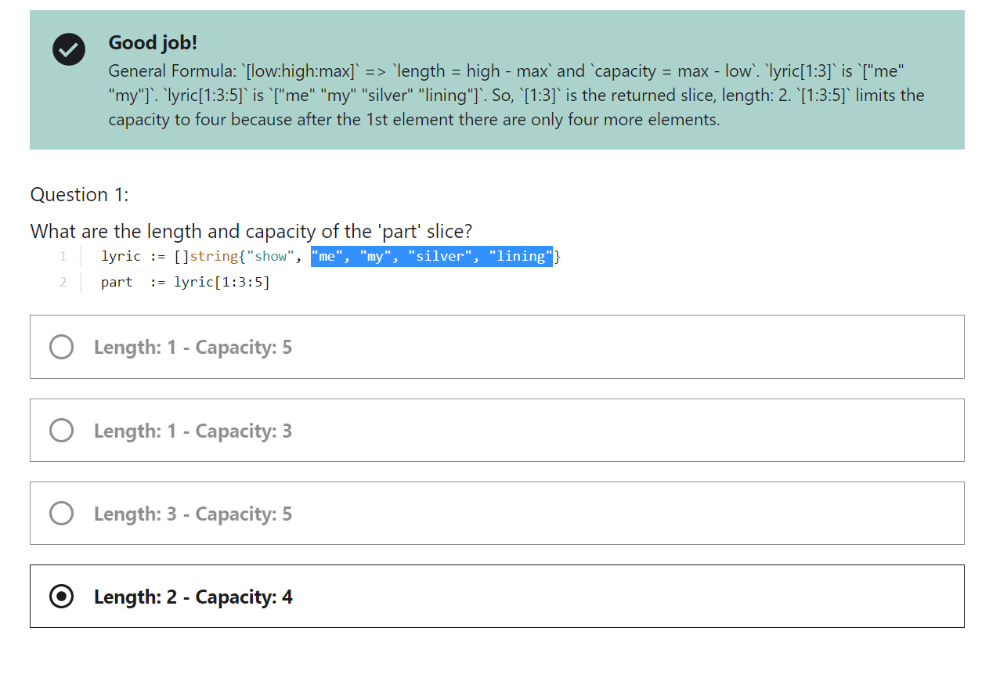 Good job!
General Formula: `[low:high:max]` => `length = high - max` and `capacity = max - low`. `lyric[1:3]` is `["me"
"my"]`. `lyric[1:3:5]` is `["me" "my" "silver" "lining"]`. So, `[1:3]` is the returned slice, length: 2. `[1:3:5]` limits the
capacity to four because after the 1st element there are only four more elements.
Question 1:
What are the length and capacity of the 'part' slice?
1 lyric := []string{"show", "me", "my", "silver", "lining"}
2 part  := lyric[1:3:5]
Length: 1 - Capacity: 5
Length: 1 - Capacity: 3
Length: 3 - Capacity: 5
Length: 2 - Capacity: 4